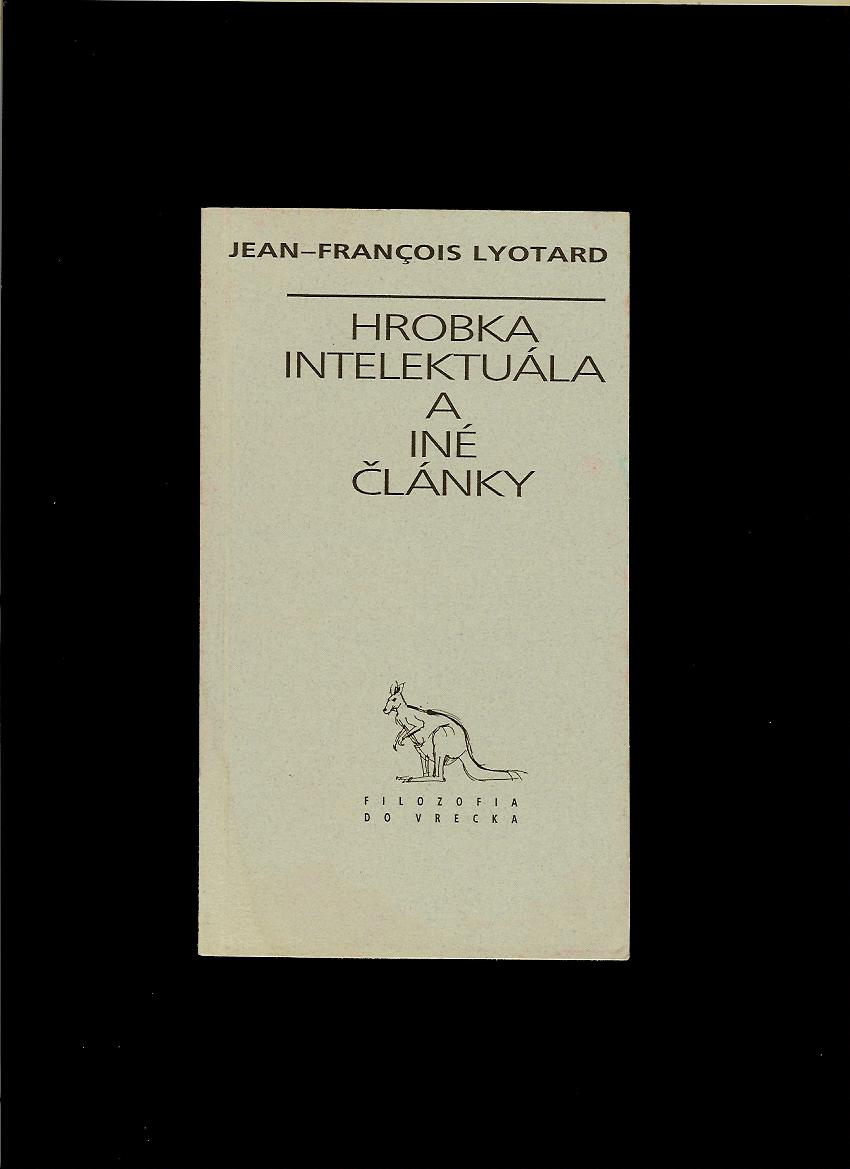 JEAN–FRANÇOIS LYOTARD
HROBKA
INTELEKTUÁLA
A
INÉ
ČLÁNKY
FILOZOFIA
DO VRECKA